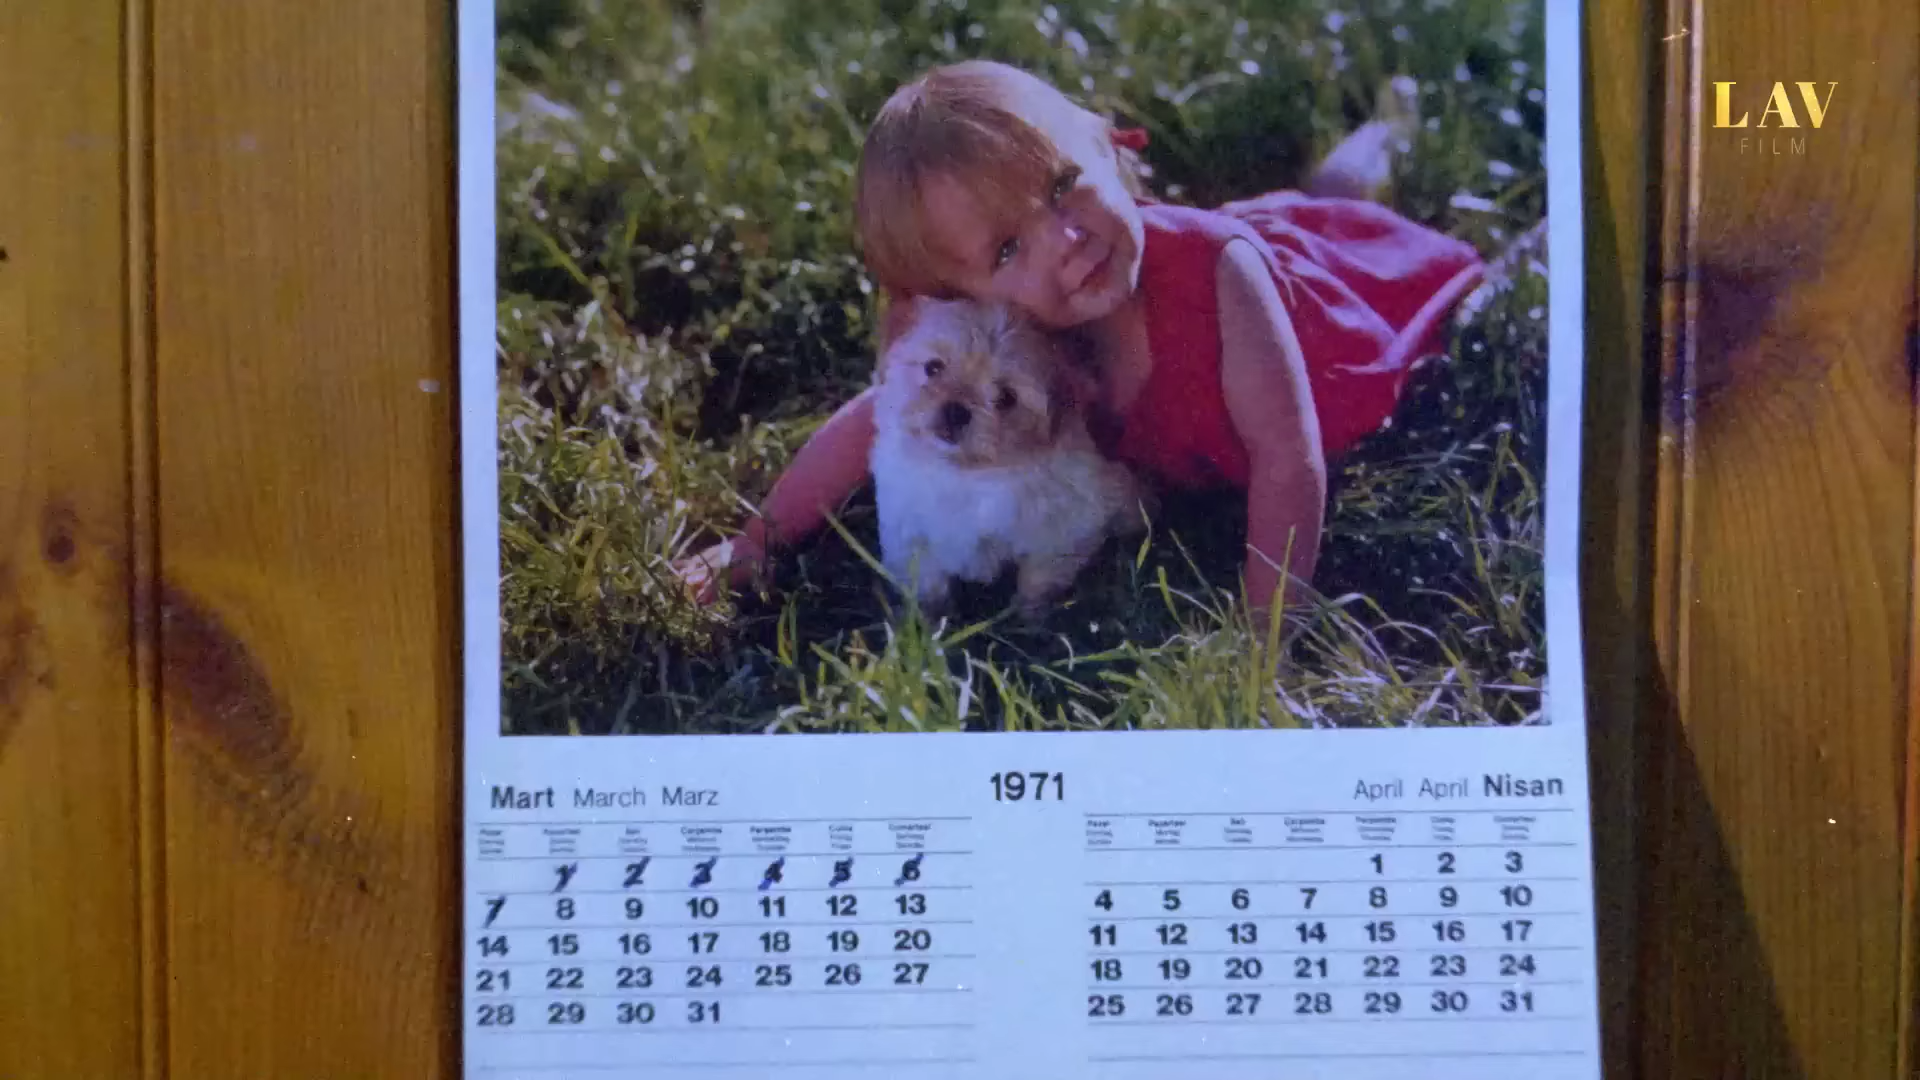 LAV
FILM
1971
Mart March Marz
1 2 3 4 5 6
7 8 9 10 11 12 13
14 15 16 17 18 19 20
21 22 23 24 25 26 27
28 29 30 31
April April Nisan
1 2 3
4 5 6 7 8 9 10
11 12 13 14 15 16 17
18 19 20 21 22 23 24
25 26 27 28 29 30 31